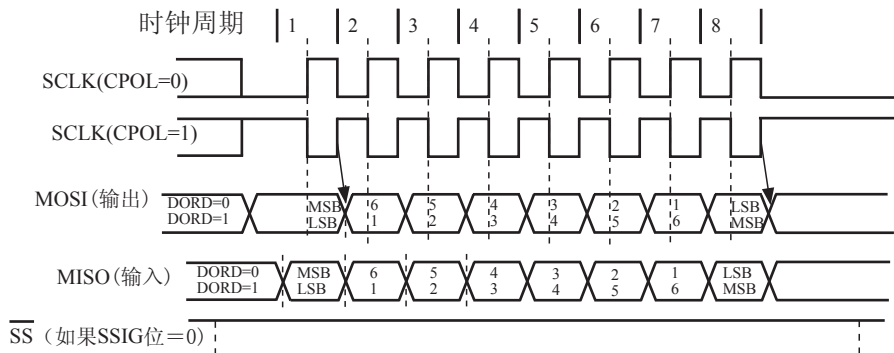 时钟周期 1 2 3 4 5 6 7 8
SCLK(CPOL=0)
SCLK(CPOL=1)
MOSI(输出) DORD=0 MSB 6 5 4 3 2 1 LSB
DORD=1 LSB 1 2 3 4 5 6 MSB
MISO(输入) DORD=0 MSB 6 5 4 3 2 1 LSB
DORD=1 LSB 1 2 3 4 5 6 MSB
SS (如果SSIG位=0)